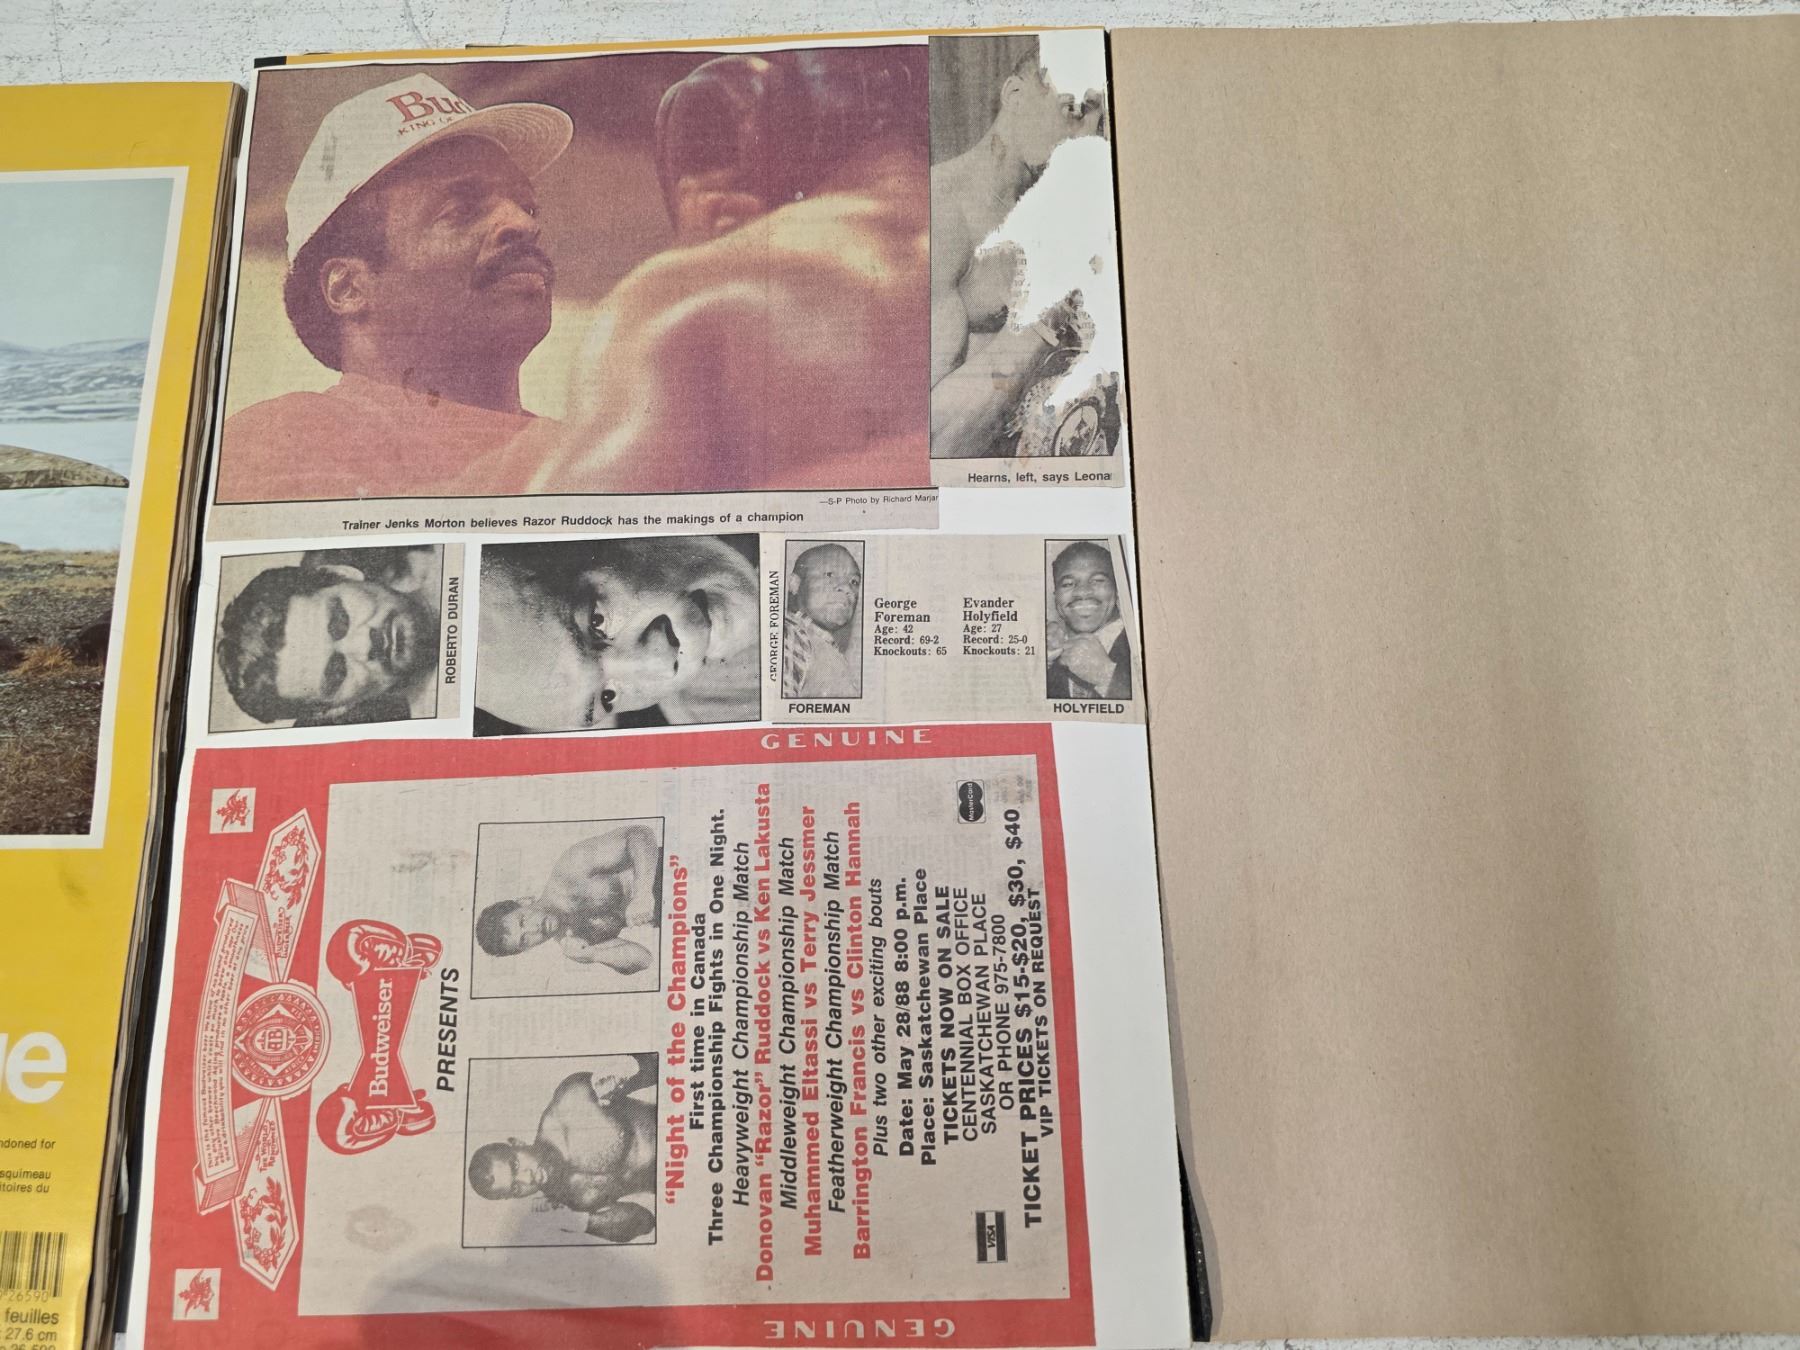 Bud
KING OF
—S-P Photo by Richard Marjan
Trainer Jenks Morton believes Razor Ruddock has the makings of a champion
Hearns, left, says Leona
ROBERTO DURAN
GEORGE FOREMAN
FOREMAN
George
Foreman
Age: 42
Record: 69-2
Knockouts: 65
Evander
Holyfield
Age: 27
Record: 25-0
Knockouts: 21
HOLYFIELD
GENUINE
Budweiser
PRESENTS
"Night of the Champions"
First time in Canada
Three Championship Fights in One Night.
Heavyweight Championship Match
Donovan "Razor" Ruddock vs Ken Lakusta
Middleweight Championship Match
Muhammed Eltassi vs Terry Jessmer
Featherweight Championship Match
Barrington Francis vs Clinton Hannah
Plus two other exciting bouts
Date: May 28/88 8:00 p.m.
Place: Saskatchewan Place
TICKETS NOW ON SALE
CENTENNIAL BOX OFFICE
SASKATCHEWAN PLACE
OR PHONE 975-7800
TICKET PRICES $15-$20, $30, $40
VIP TICKETS ON REQUEST
VISA
MasterCard
GENUINE
ue
ndoned for
squimeau
itoires du
26590
feuilles
27.6 cm